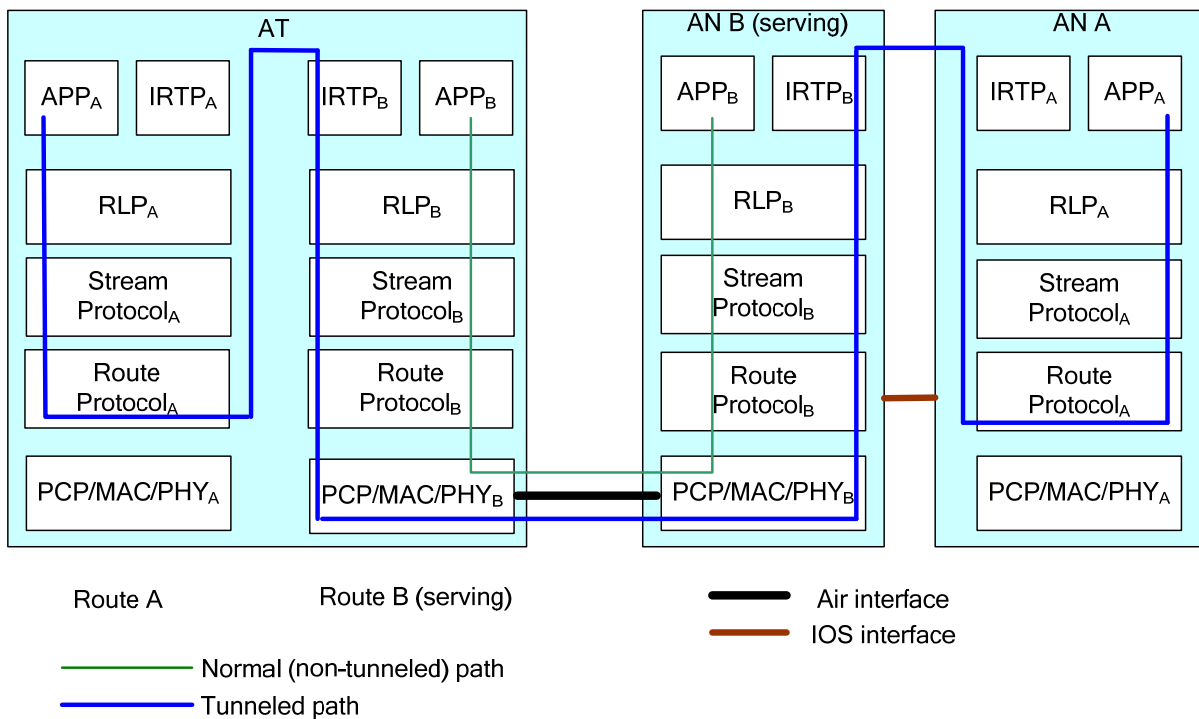 AT
AN B (serving)
AN A
APPA
IRTPA
IRTPB
APPB
APPB
IRTPB
IRTPA
APPA
RLPA
RLPB
RLPB
RLPA
Stream
ProtocolA
Stream
ProtocolB
Stream
ProtocolB
Stream
ProtocolA
Route
ProtocolA
Route
ProtocolB
Route
ProtocolB
Route
ProtocolA
PCP/MAC/PHYA
PCP/MAC/PHYB
PCP/MAC/PHYB
PCP/MAC/PHYA
Route A
Route B (serving)
Air interface
IOS interface
Normal (non-tunneled) path
Tunneled path